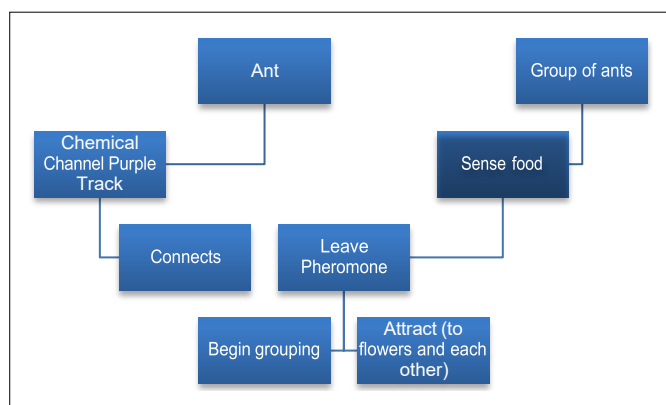 Ant
Group of ants
Chemical
Channel Purple
Track
Sense food
Connects
Leave
Pheromone
Begin grouping
Attract (to
flowers and each
other)